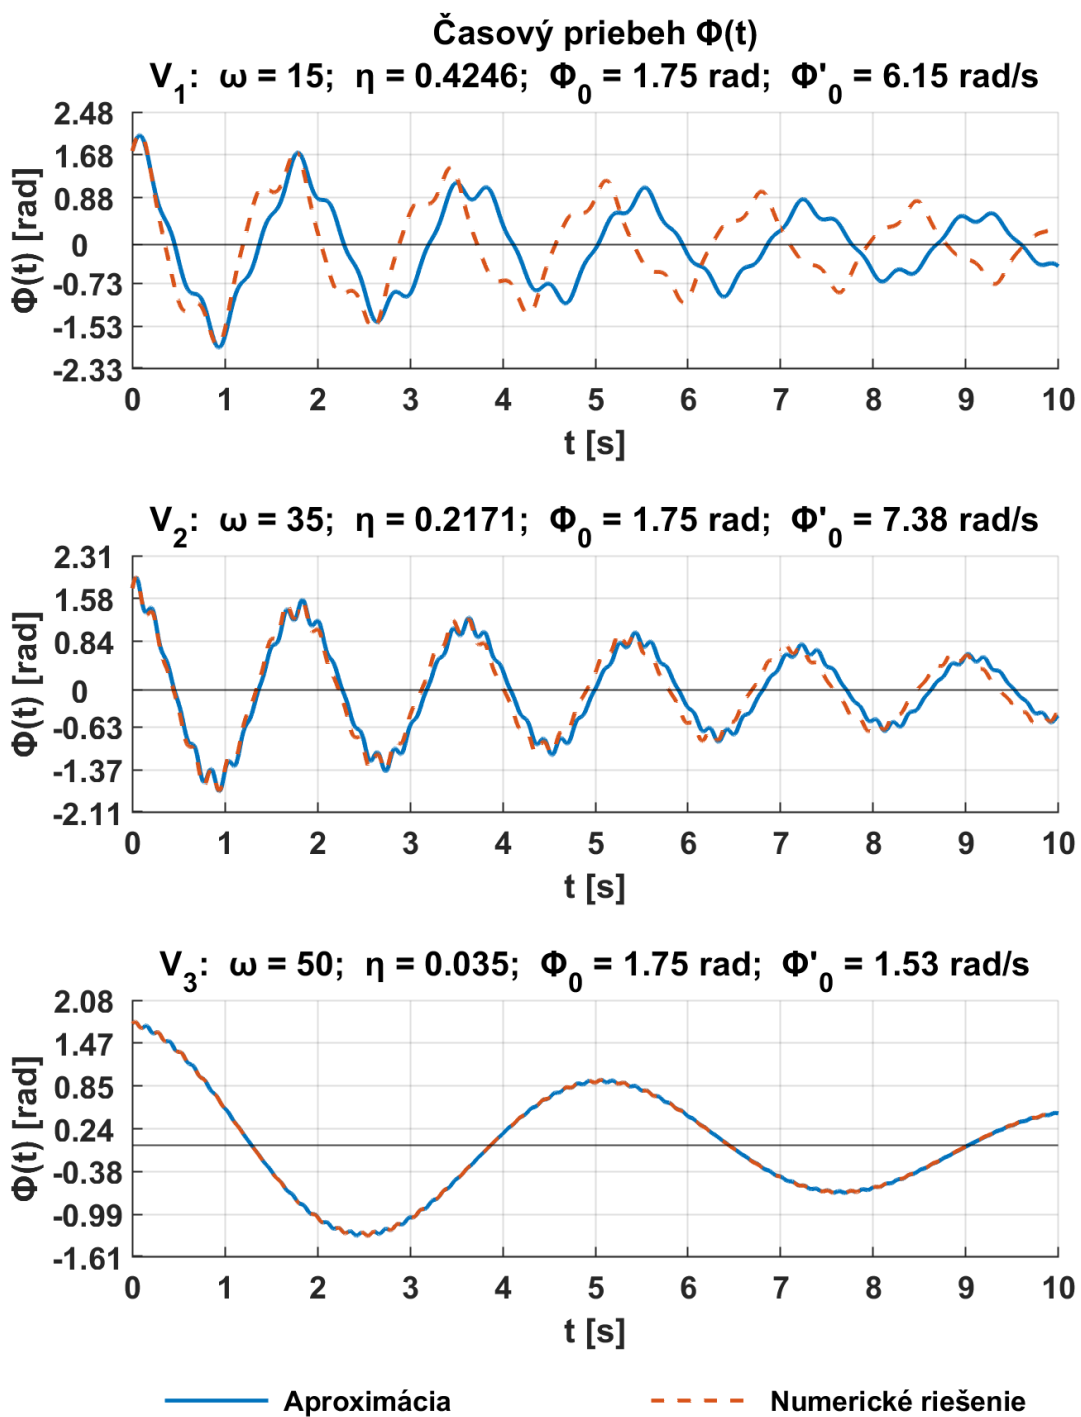 Časový priebeh Φ(t)
V₁: ω = 15; η = 0.4246; Φ₀ = 1.75 rad; Φ'₀ = 6.15 rad/s
2.48
1.68
0.88
0
-0.73
-1.53
-2.33
Φ(t) [rad]
0 1 2 3 4 5 6 7 8 9 10
t [s]
V₂: ω = 35; η = 0.2171; Φ₀ = 1.75 rad; Φ'₀ = 7.38 rad/s
2.31
1.58
0.84
0
-0.63
-1.37
-2.11
Φ(t) [rad]
0 1 2 3 4 5 6 7 8 9 10
t [s]
V₃: ω = 50; η = 0.035; Φ₀ = 1.75 rad; Φ'₀ = 1.53 rad/s
2.08
1.47
0.85
0.24
-0.38
-0.99
-1.61
Φ(t) [rad]
0 1 2 3 4 5 6 7 8 9 10
t [s]
Aproximácia Numerické riešenie